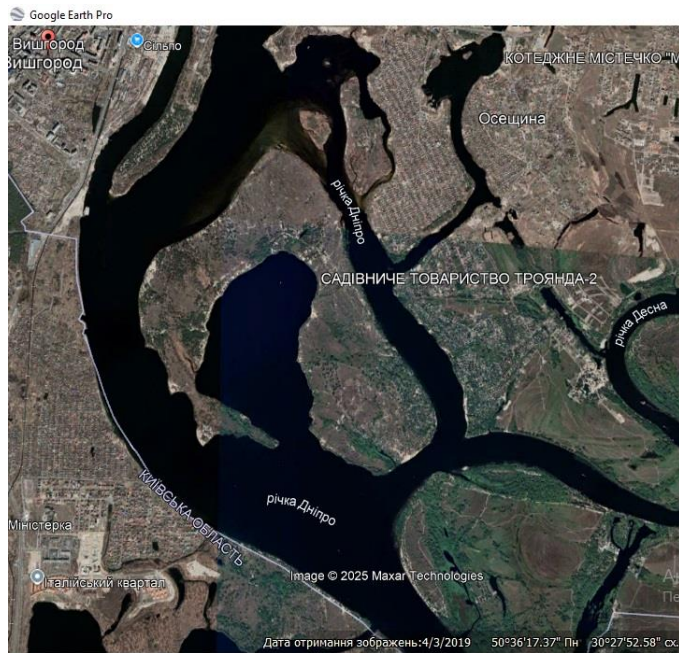 Google Earth Pro
Вишгород
Вишгород
Сільпо
КОТЕДЖНЕ МІСТЕЧКО "М
Осещина
річка Дніпро
САДІВНИЧЕ ТОВАРИСТВО ТРОЯНДА-2
річка Десна
КИЇВСЬКА ОБЛАСТЬ
річка Дніпро
Міністерка
Італійський квартал
Image © 2025 Maxar Technologies
Пе
Дата отримання зображень:4/3/2019 50°36'17.37" Пн 30°27'52.58" сх.